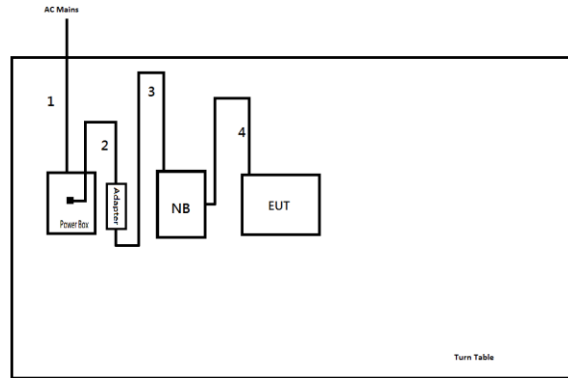 AC Mains
1
2
3
4
Power Box
Adapter
NB
EUT
Turn Table